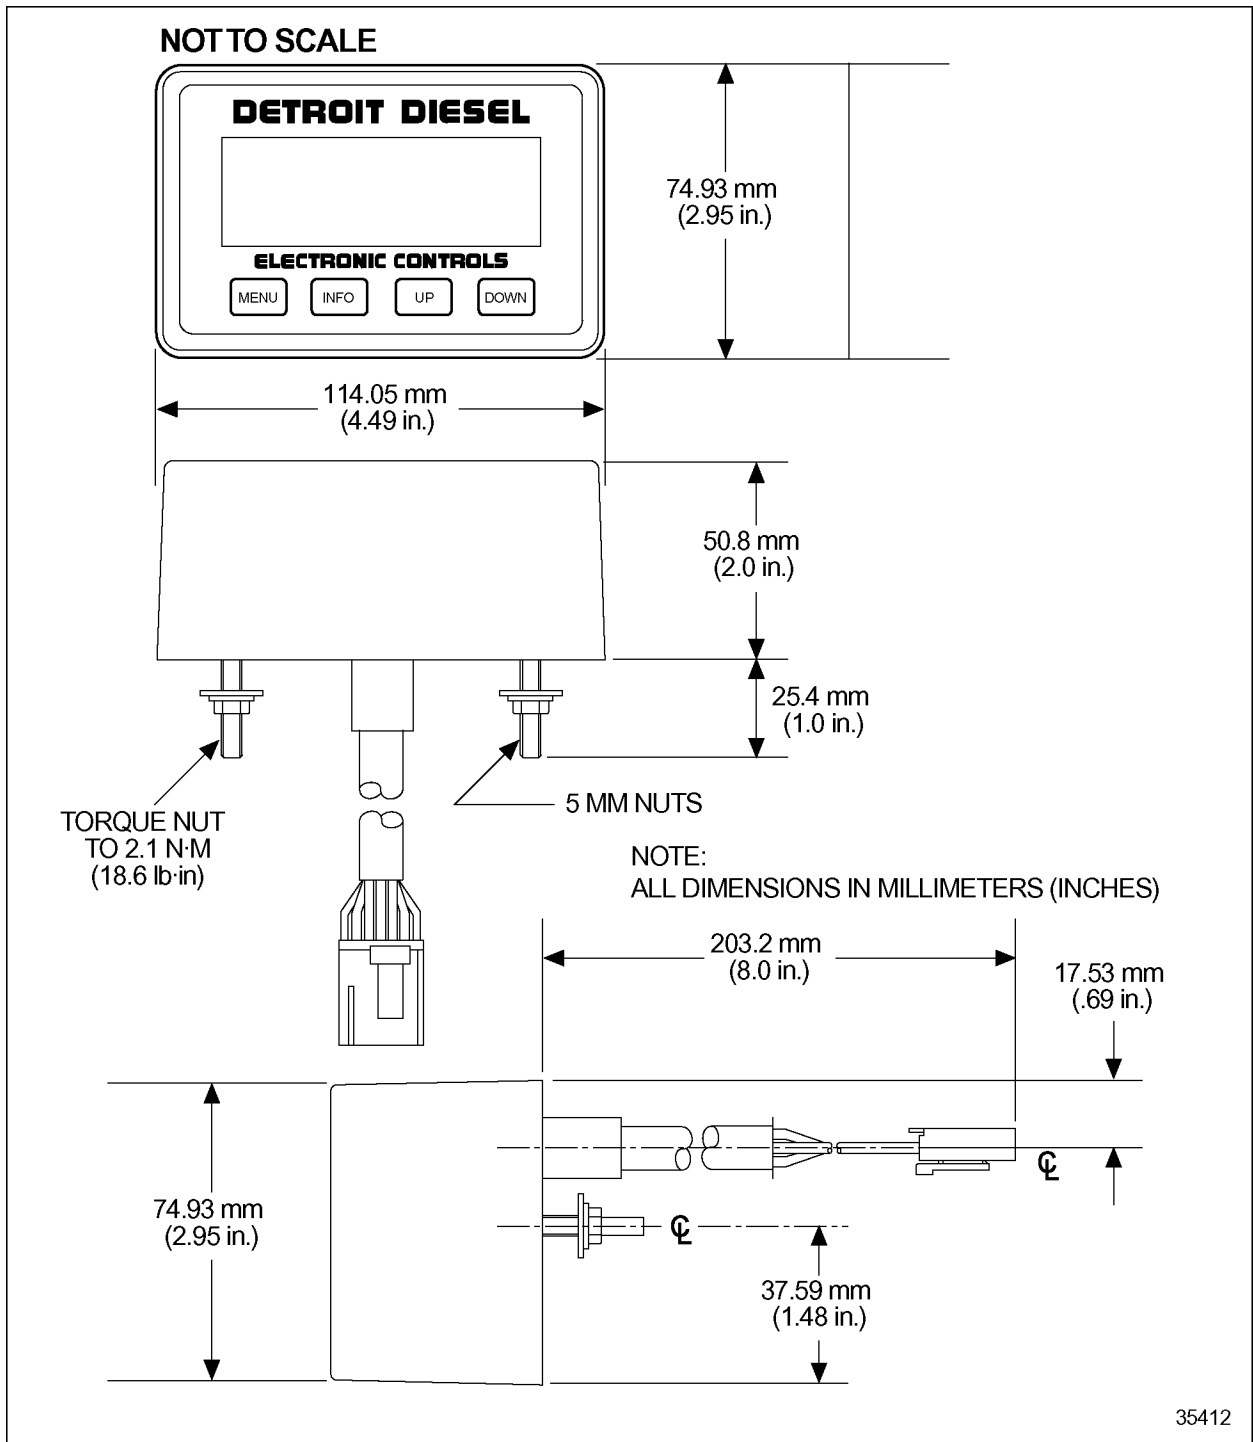 NOT TO SCALE
DETROIT DIESEL
ELECTRONIC CONTROLS
MENU
INFO
UP
DOWN
74.93 mm
(2.95 in.)
114.05 mm
(4.49 in.)
50.8 mm
(2.0 in.)
25.4 mm
(1.0 in.)
TORQUE NUT
TO 2.1 N·M
(18.6 lb·in)
5 MM NUTS
NOTE:
ALL DIMENSIONS IN MILLIMETERS (INCHES)
203.2 mm
(8.0 in.)
17.53 mm
(.69 in.)
℄
74.93 mm
(2.95 in.)
℄
37.59 mm
(1.48 in.)
35412